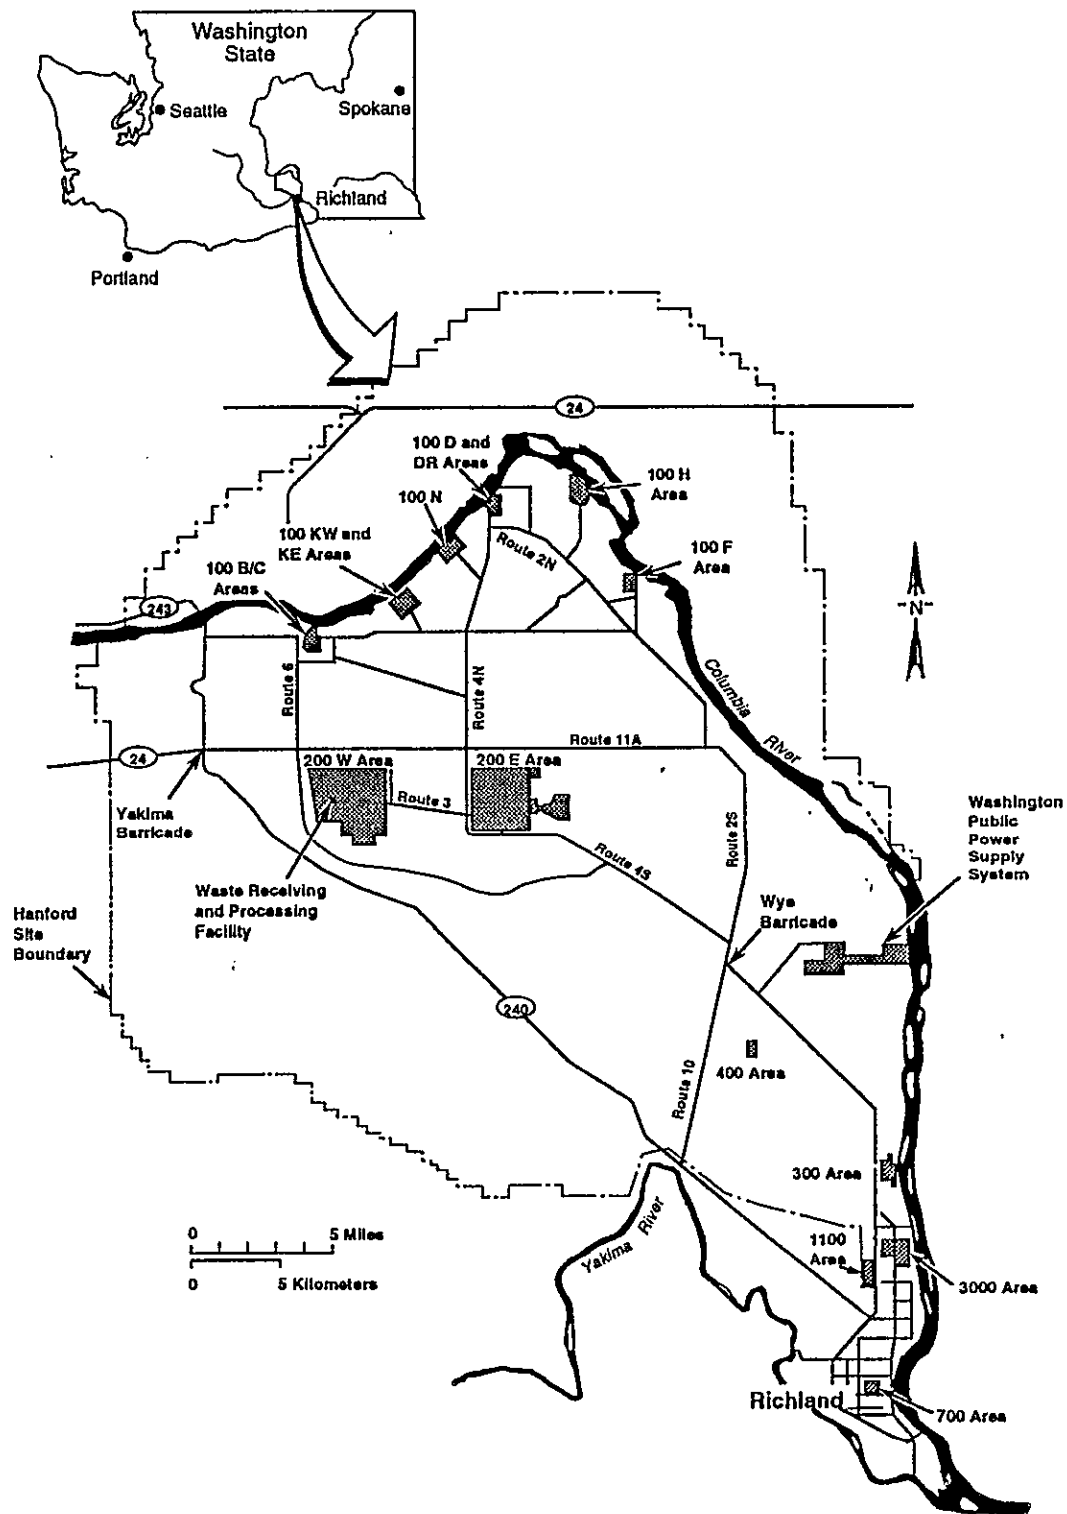 Washington
State
Seattle
Spokane
Richland
Portland
24
100 D and
DR Areas
100 H
Area
100 N
100 KW and
KE Areas
100 F
Area
100 B/C
Areas
Route 2N
243
N
Columbia
River
Route 6
Route 4N
Route 11A
24
200 W Area
200 E Area
Route 3
Yakima
Barricade
Washington
Public
Power
Supply
System
Route 2S
Route 4S
Waste Receiving
and Processing
Facility
Wye
Barricade
Hanford
Site
Boundary
240
400 Area
Route 10
300 Area
Yakima
River
0
5 Miles
0
5 Kilometers
1100
Area
3000 Area
Richland
700 Area